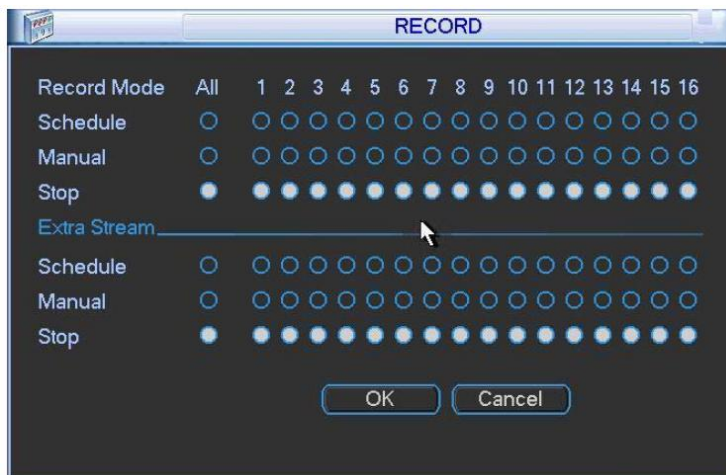 RECORD
Record Mode All 1 2 3 4 5 6 7 8 9 10 11 12 13 14 15 16
Schedule
Manual
Stop
Extra Stream
Schedule
Manual
Stop
OK Cancel